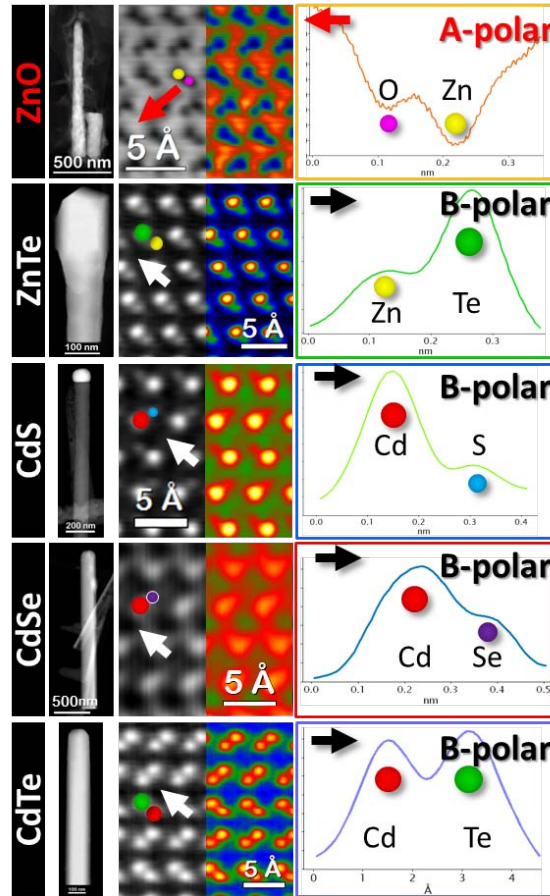 ZnO
500 nm
5 Å
A-polar
O
Zn
0.0
0.1
0.2
0.3
nm
ZnTe
100 nm
5 Å
B-polar
Zn
Te
0.0
0.1
0.2
0.3
0.4
nm
CdS
200 nm
5 Å
B-polar
Cd
S
0.0
0.1
0.2
0.3
0.4
nm
CdSe
500nm
5 Å
B-polar
Cd
Se
0.0
0.1
0.2
0.3
0.4
0.5
nm
CdTe
100 nm
5 Å
B-polar
Cd
Te
0
1
2
3
4
Å